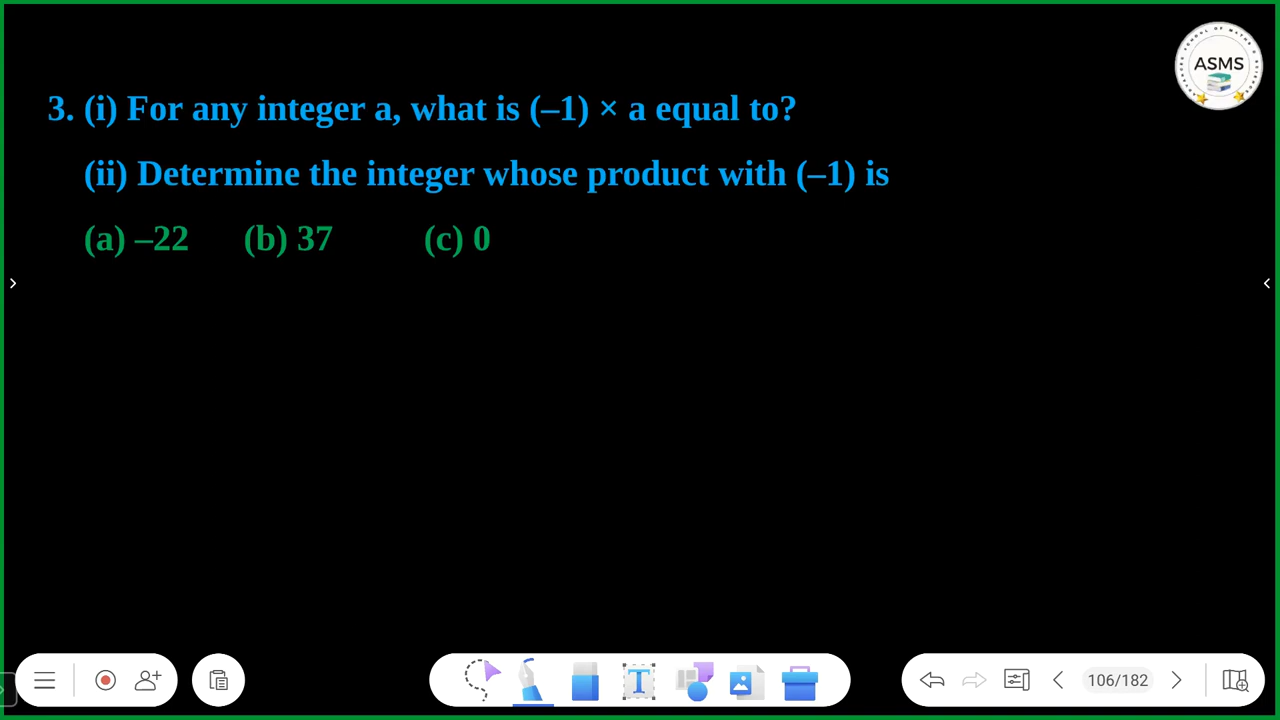 ASMS
3. (i) For any integer a, what is (–1) × a equal to?
(ii) Determine the integer whose product with (–1) is
(a) –22 (b) 37 (c) 0
106/182